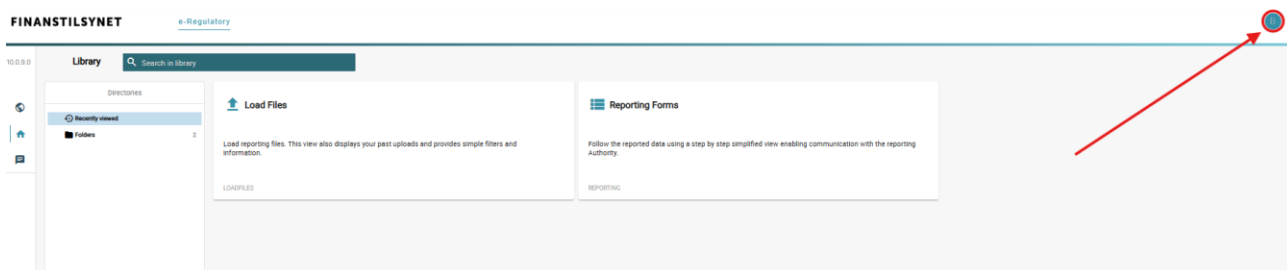 FINANSTILSYNET
e-Regulatory
10.0.9.0
Library
Search in library
Directories
Recently viewed
Folders
2
Load Files
Load reporting files. This view also displays your past uploads and provides simple filters and
information.
LOADFILES
Reporting Forms
Follow the reported data using a step by step simplified view enabling communication with the reporting
Authority.
REPORTING